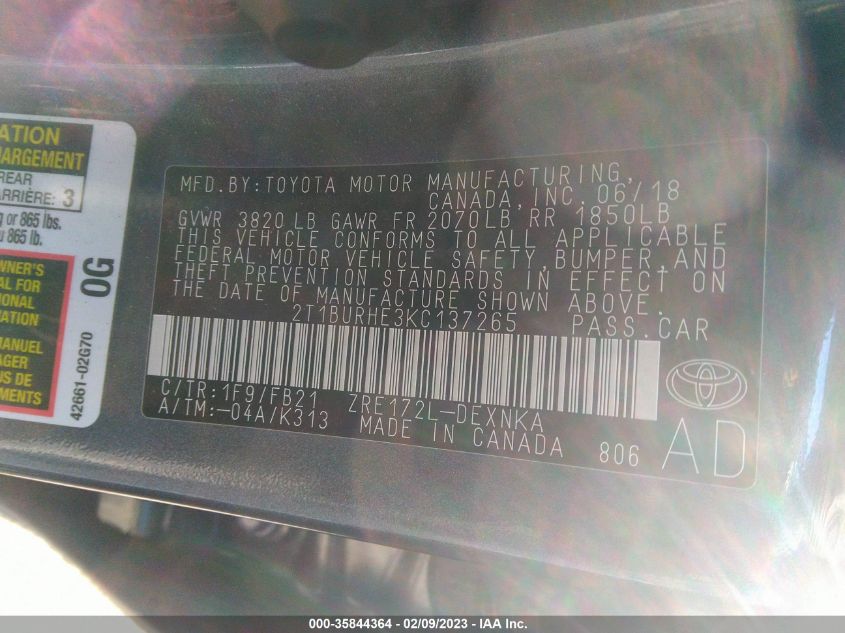 ATION
HARGEMENT
REAR
ARRIÈRE: 3
g or 865 lbs.
u 865 lb.
WNER'S
AL FOR
TIONAL
MATION
MANUEL
AGER
US DE
EMENTS
0G
42661-02G70
MFD. BY: TOYOTA MOTOR MANUFACTURING,
CANADA, INC. 06/18
GVWR 3820 LB GAWR FR 2070LB RR 1850LB
THIS VEHICLE CONFORMS TO ALL APPLICABLE
FEDERAL MOTOR VEHICLE SAFETY, BUMPER, AND
THEFT PREVENTION STANDARDS IN EFFECT ON
THE DATE OF MANUFACTURE SHOWN ABOVE.
2T1BURHE3KC137265 PASS. CAR
C/TR: 1F9/FB21 ZRE172L-DEXNKA
A/TM: -04A/K313 MADE IN CANADA 806
AD
000-35844364 - 02/09/2023 - IAA Inc.